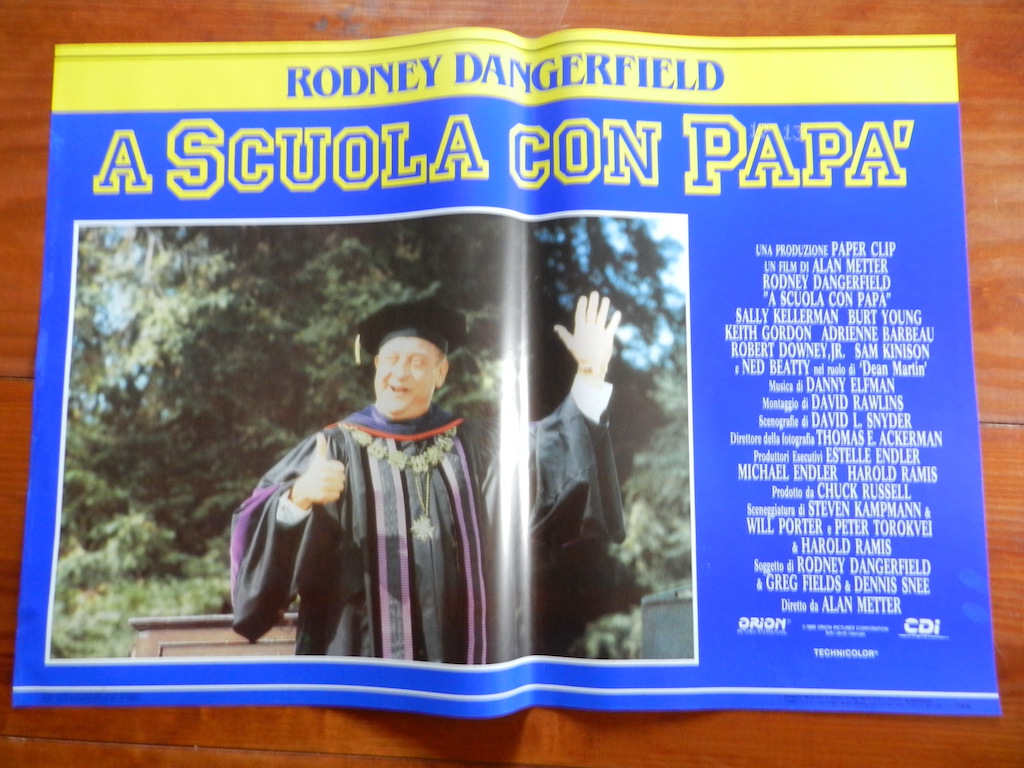 RODNEY DANGERFIELD
A SCUOLA CON PAPA'
UNA PRODUZIONE PAPER CLIP
UN FILM DI ALAN METTER
RODNEY DANGERFIELD
"A SCUOLA CON PAPA"
SALLY KELLERMAN BURT YOUNG
KEITH GORDON ADRIENNE BARBEAU
ROBERT DOWNEY, JR. SAM KINISON
e NED BEATTY nel ruolo di 'Dean Martin'
Musica di DANNY ELFMAN
Montaggio di DAVID RAWLINS
Scenografie di DAVID L. SNYDER
Direttore della fotografia THOMAS E. ACKERMAN
Produttori Esecutivi ESTELLE ENDLER
MICHAEL ENDLER HAROLD RAMIS
Prodotto da CHUCK RUSSELL
Sceneggiatura di STEVEN KAMPMANN &
WILL PORTER e PETER TOROKVEI
& HAROLD RAMIS
Soggetto di RODNEY DANGERFIELD
& GREG FIELDS & DENNIS SNEE
Diretto da ALAN METTER
ORION CDI
TECHNICOLOR®